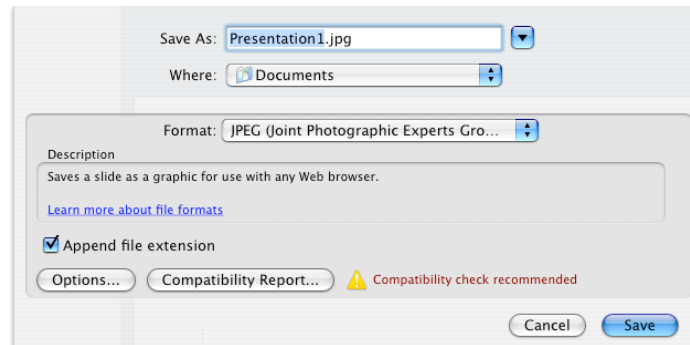 Save As: Presentation1.jpg
Where: Documents
Format: JPEG (Joint Photographic Experts Gro...
Description
Saves a slide as a graphic for use with any Web browser.
Learn more about file formats
Append file extension
Options... Compatibility Report... Compatibility check recommended
Cancel Save